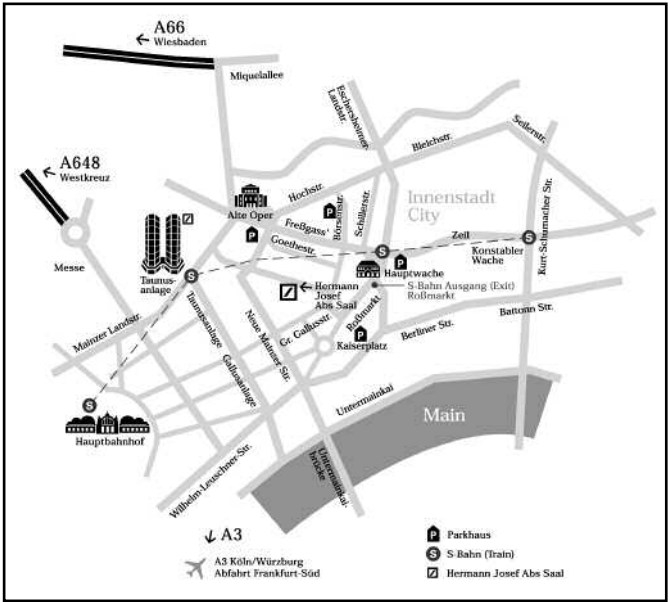 A66
Wiesbaden
Miquelallee
A648
Westkreuz
Messe
Eschersheimer-
Landstr.
Bleichstr.
Seilerstr.
Hochstr.
Alte Oper
Freßgass'
Goethestr.
Börsenstr.
Schillerstr.
Innenstadt
City
Zeil
Konstabler
Wache
Kurt-Schumacher Str.
Taunus-
anlage
S
Hauptwache
Hermann
Josef
Abs Saal
S-Bahn Ausgang (Exit)
Roßmarkt
Roßmarkt
Mainzer Landstr.
Taunusanlage
Gallusanlage
Neue Mainzer Str.
Gr. Gallusstr.
Kaiserplatz
Berliner Str.
Battonn Str.
Hauptbahnhof
Untermainkai
Main
Untermainkai-
brücke
Wilhelm-Leuschner-Str.
A3
A3 Köln/Würzburg
Abfahrt Frankfurt-Süd
P Parkhaus
S S-Bahn (Train)
Hermann Josef Abs Saal